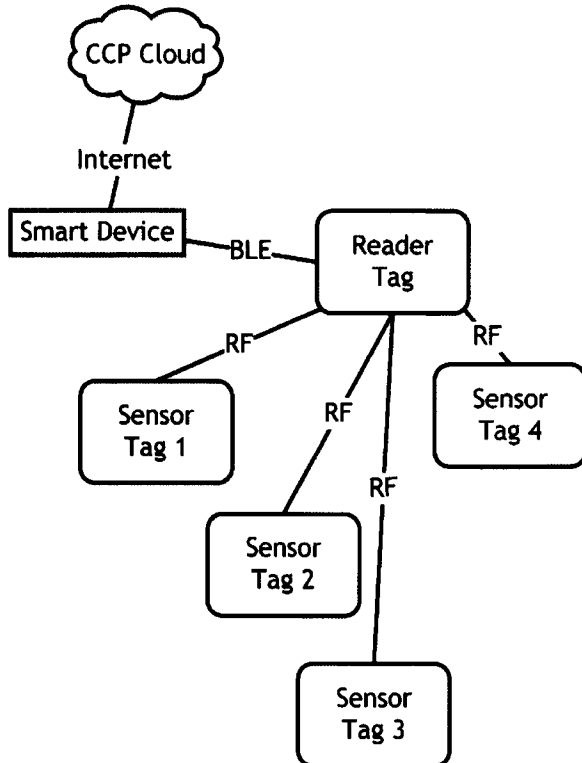 CCP Cloud
Internet
Smart Device
BLE
Reader
Tag
RF
RF
RF
RF
Sensor
Tag 1
Sensor
Tag 4
Sensor
Tag 2
Sensor
Tag 3